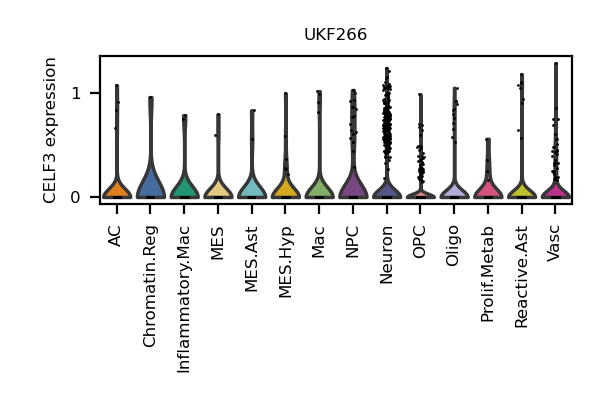 UKF266
CELF3 expression
1
0
AC
Chromatin.Reg
Inflammatory.Mac
MES
MES.Ast
MES.Hyp
Mac
NPC
Neuron
OPC
Oligo
Prolif.Metab
Reactive.Ast
Vasc